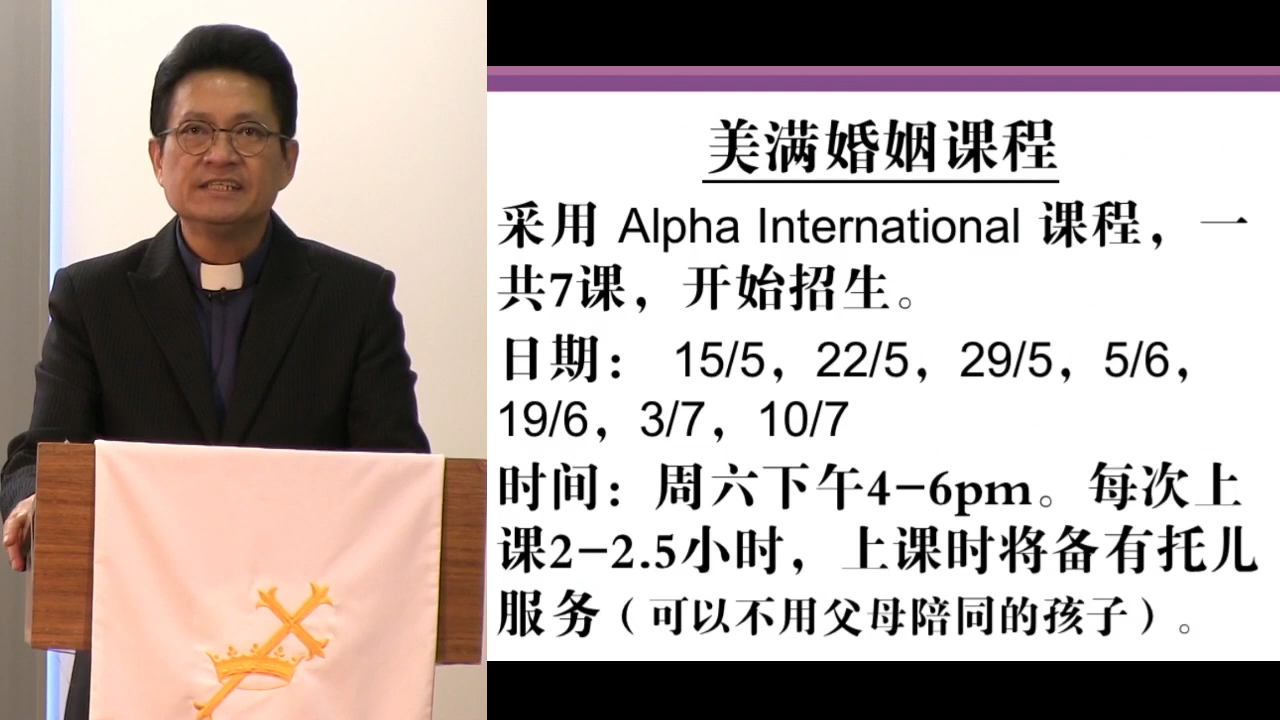 美满婚姻课程
采用 Alpha International 课程，一
共7课，开始招生。
日期： 15/5，22/5，29/5，5/6，
19/6，3/7，10/7
时间：周六下午4-6pm。每次上
课2-2.5小时，上课时将备有托儿
服务（可以不用父母陪同的孩子）。